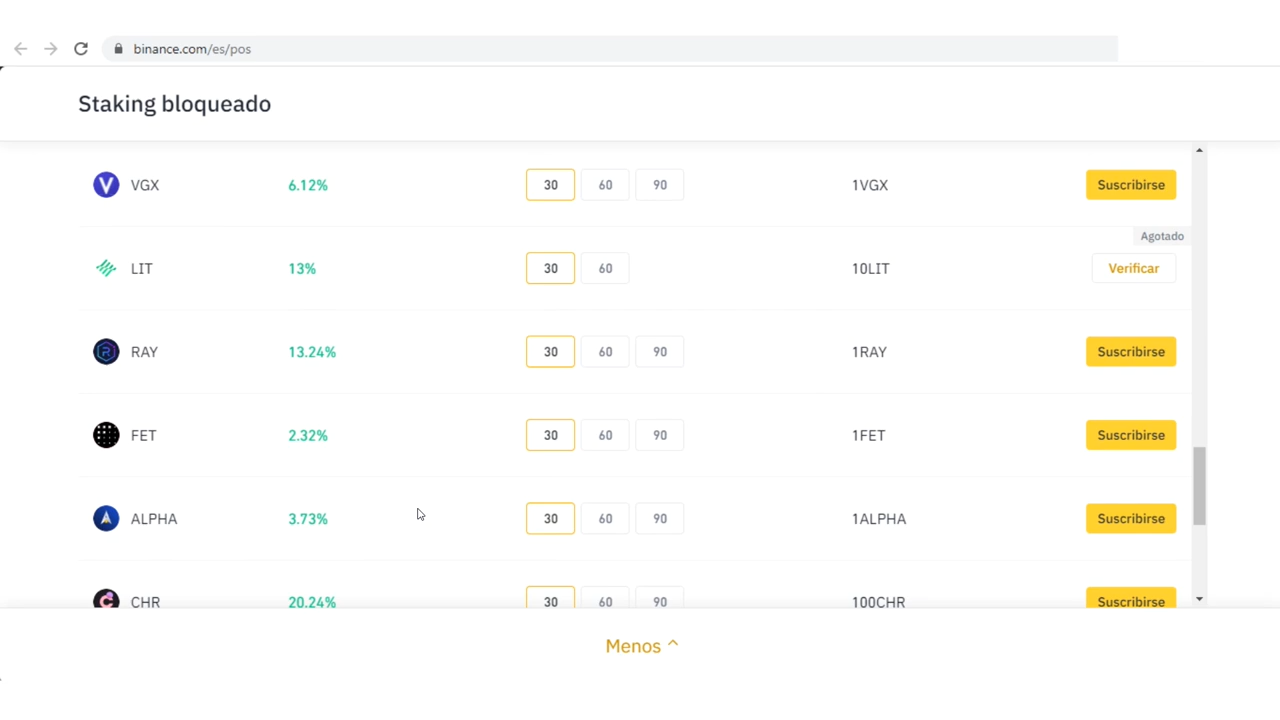 binance.com/es/pos
Staking bloqueado
VGX 6.12% 30 60 90 1VGX Suscribirse
Agotado
LIT 13% 30 60 10LIT Verificar
RAY 13.24% 30 60 90 1RAY Suscribirse
FET 2.32% 30 60 90 1FET Suscribirse
ALPHA 3.73% 30 60 90 1ALPHA Suscribirse
CHR 20.24% 30 60 90 100CHR Suscribirse
Menos